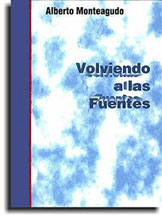 Alberto Monteagudo
Volviendo
a las
Fuentes